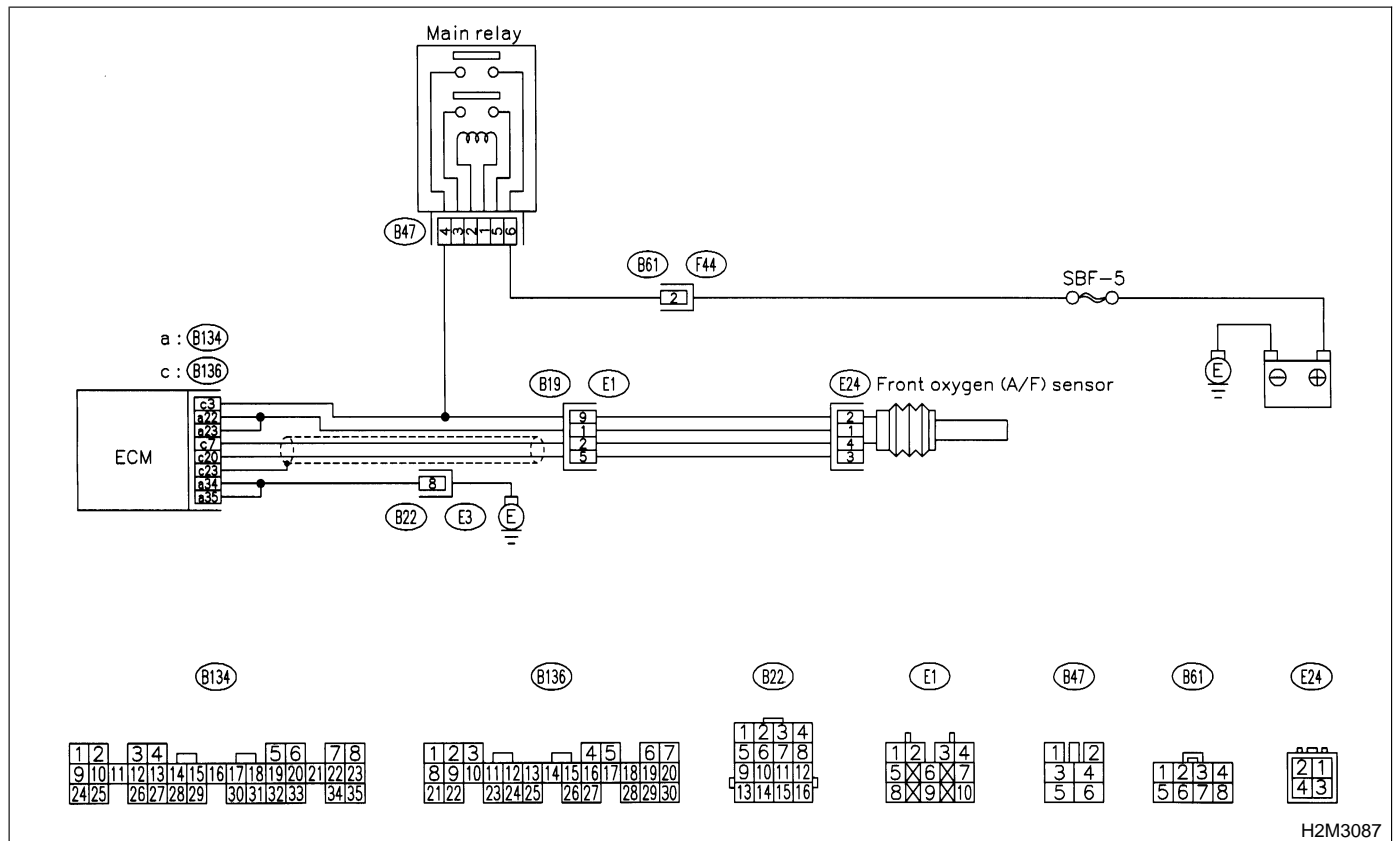 Main relay
B47
4 3 2 1 5 6
B61 F44
2
SBF-5
E
⊖ ⊕
a : B134
c : B136
ECM
c3
a22
a23
c7
c20
c23
a34
a35
B19 E1
9
1
2
5
E24 Front oxygen (A/F) sensor
2
1
4
3
8
B22 E3 E
B134 B136 B22 E1 B47 B61 E24
1 2 3 4 5 6 7 8
9 10 11 12 13 14 15 16 17 18 19 20 21 22 23
24 25 26 27 28 29 30 31 32 33 34 35
1 2 3 4 5 6 7
8 9 10 11 12 13 14 15 16 17 18 19 20
21 22 23 24 25 26 27 28 29 30
1 2 3 4
5 6 7 8
9 10 11 12
13 14 15 16
1 2 3 4
5 6 7
8 9 10
1 2
3 4
5 6
1 2 3 4
5 6 7 8
2 1
4 3
H2M3087